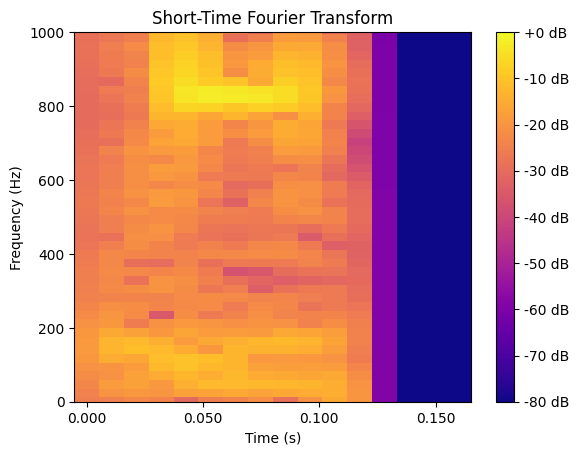 Short-Time Fourier Transform
1000
800
600
400
200
0
Frequency (Hz)
0.000
0.050
0.100
0.150
Time (s)
+0 dB
-10 dB
-20 dB
-30 dB
-40 dB
-50 dB
-60 dB
-70 dB
-80 dB